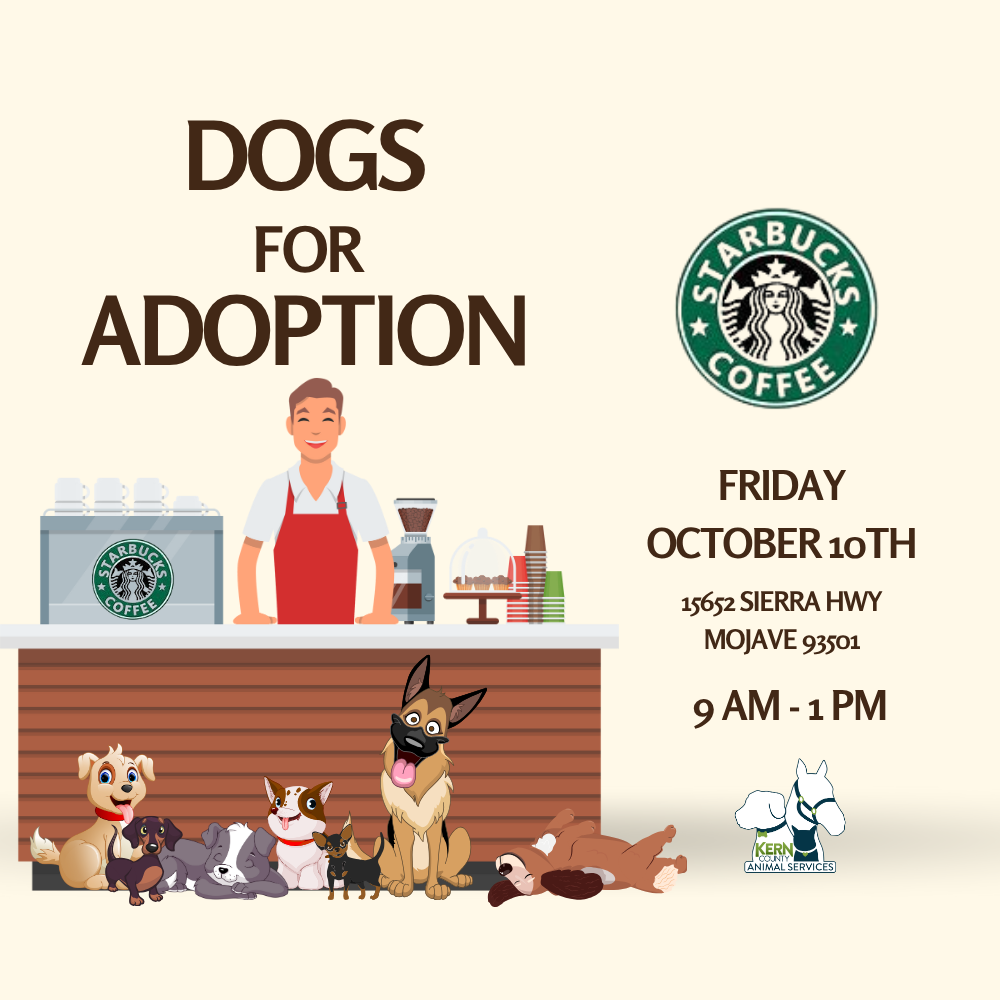 DOGS
FOR
ADOPTION
STARBUCKS
COFFEE
STARBUCKS
COFFEE
FRIDAY
OCTOBER 10TH
15652 SIERRA HWY
MOJAVE 93501
9 AM - 1 PM
KERN
COUNTY
ANIMAL SERVICES